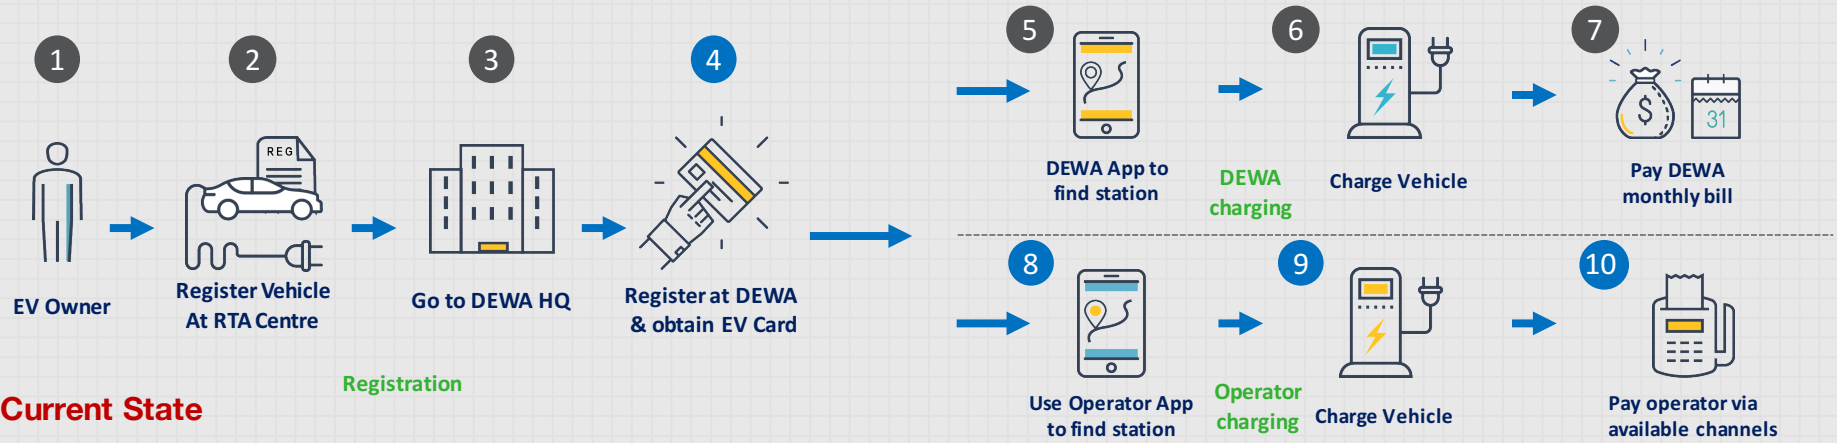 1
2
3
4
REG
EV Owner
Register Vehicle
At RTA Centre
Go to DEWA HQ
Register at DEWA
& obtain EV Card
Registration
Current State
5
6
7
$
31
DEWA App to
find station
DEWA
charging
Charge Vehicle
Pay DEWA
monthly bill
8
9
10
Use Operator App
to find station
Operator
charging
Charge Vehicle
Pay operator via
available channels